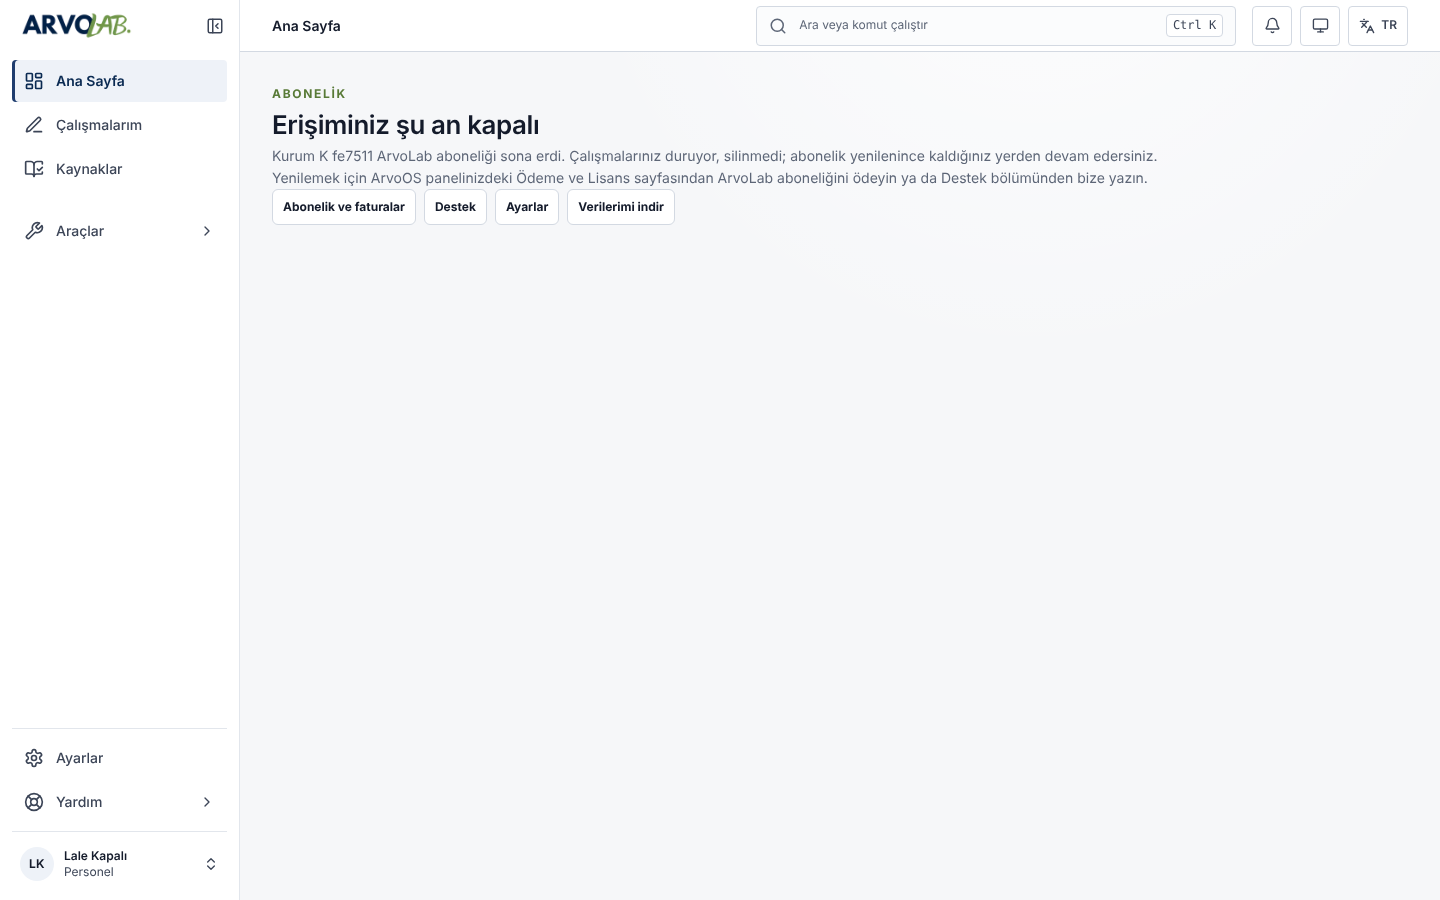 ARVOLAB.
Ana Sayfa
Çalışmalarım
Kaynaklar
Araçlar
Ayarlar
Yardım
LK
Lale Kapalı
Personel
Ana Sayfa
Ara veya komut çalıştır
Ctrl K
TR
ABONELİK
Erişiminiz şu an kapalı
Kurum K fe7511 ArvoLab aboneliği sona erdi. Çalışmalarınız duruyor, silinmedi; abonelik yenilenince kaldığınız yerden devam edersiniz.
Yenilemek için ArvoOS panelinizdeki Ödeme ve Lisans sayfasından ArvoLab aboneliğini ödeyin ya da Destek bölümünden bize yazın.
Abonelik ve faturalar
Destek
Ayarlar
Verilerimi indir